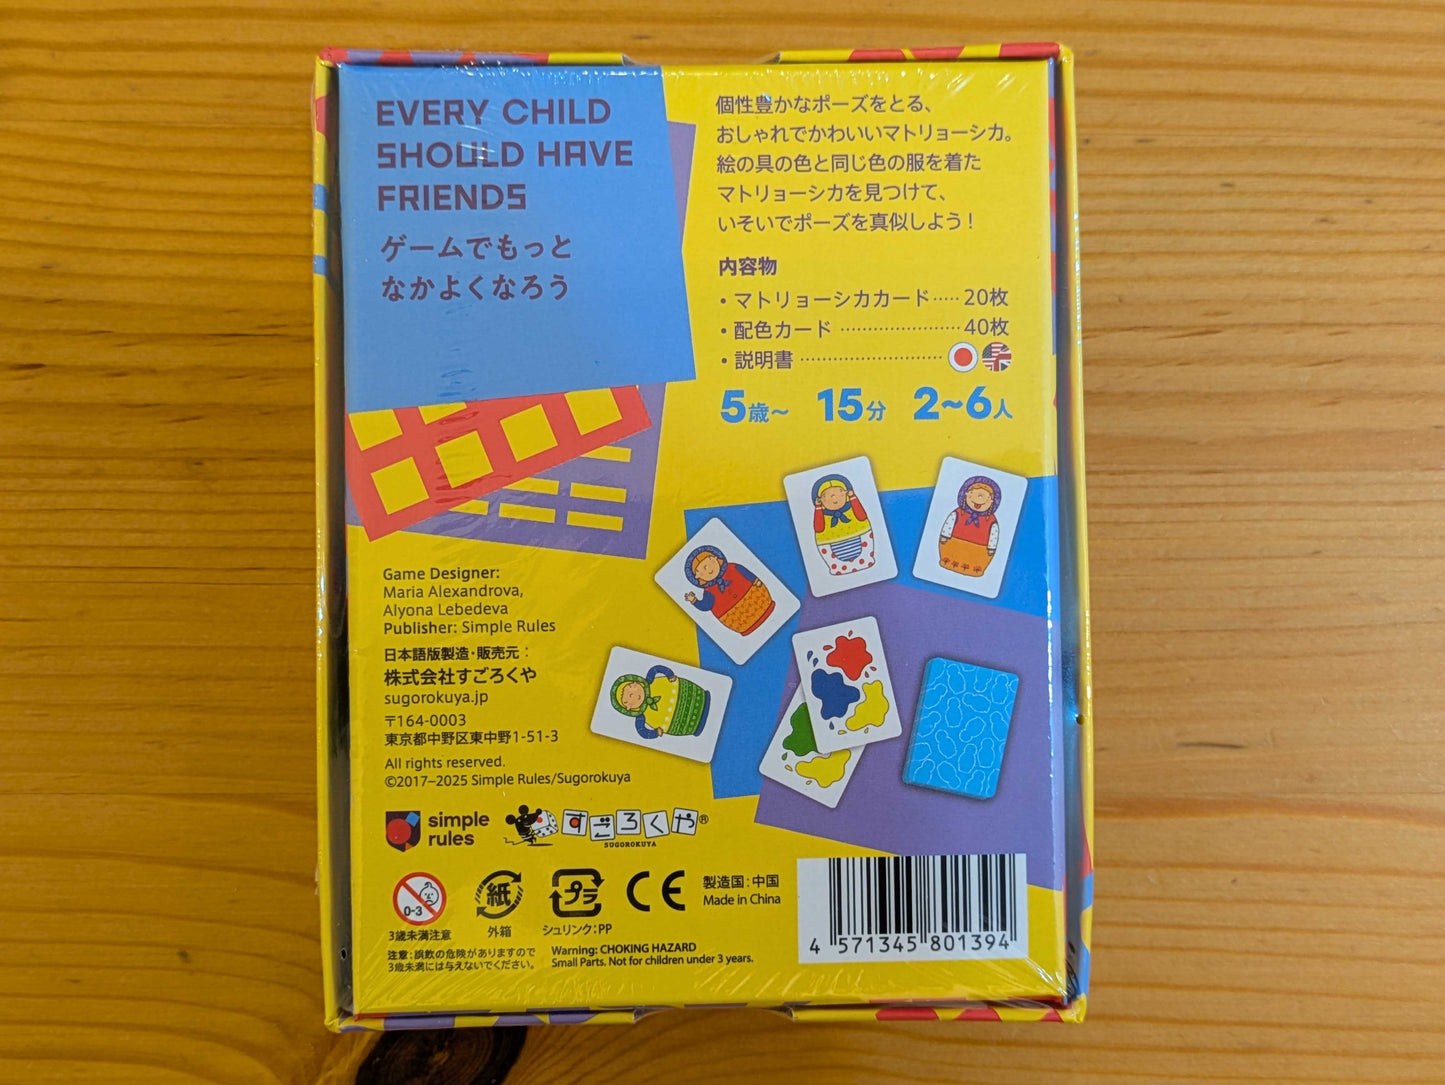 EVERY CHILD
SHOULD HAVE
FRIENDS
ゲームでもっと
なかよくなろう
個性豊かなポーズをとる、
おしゃれでかわいいマトリョーシカ。
絵の具の色と同じ色の服を着た
マトリョーシカを見つけて、
いそいでポーズを真似しよう!
内容物
・マトリョーシカカード·····20枚
・配色カード······················40枚
・説明書··························
5歳~ 15分 2~6人
Game Designer:
Maria Alexandrova,
Alyona Lebedeva
Publisher: Simple Rules
日本語版製造・販売元:
株式会社すごろくや
sugorokuya.jp
〒164-0003
東京都中野区東中野1-51-3
All rights reserved.
©2017–2025 Simple Rules/Sugorokuya
simple
rules
すごろくや®
SUGOROKUYA
0-3
3歳未満注意
紙
外箱
プラ
シュリンク:PP
CE
製造国:中国
Made in China
注意:誤飲の危険がありますので
3歳未満には与えないでください。
Warning: CHOKING HAZARD
Small Parts. Not for children under 3 years.
4 571345 801394